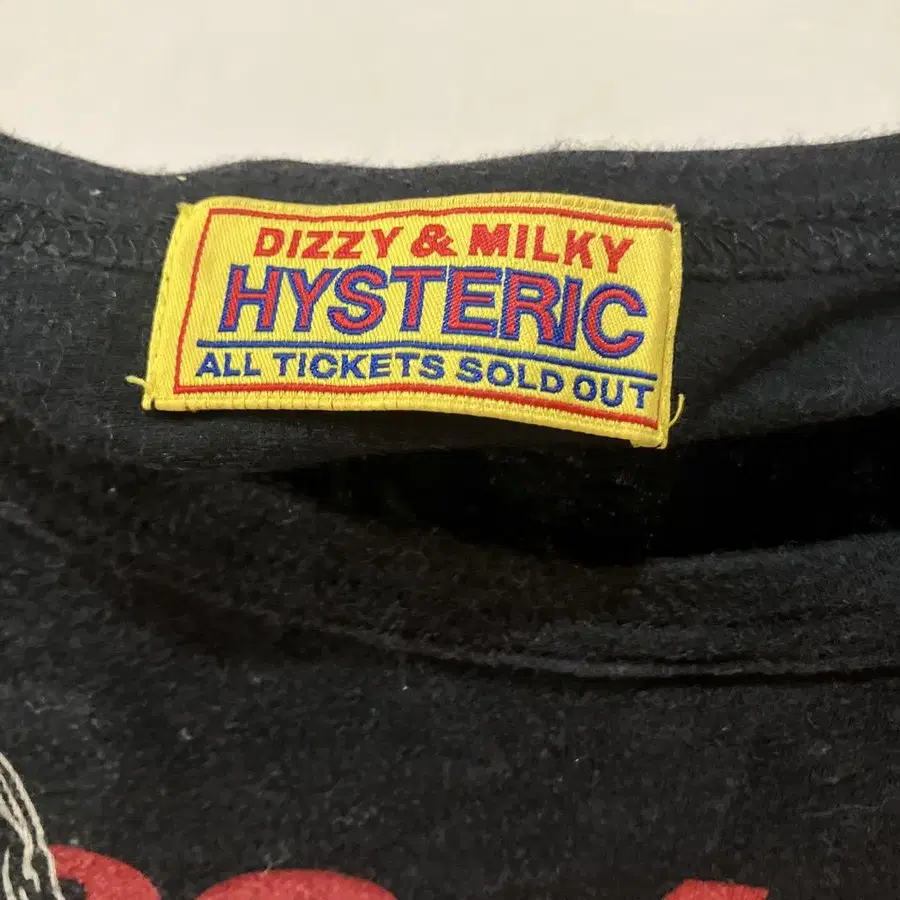 DIZZY & MILKY
HYSTERIC
ALL TICKETS SOLD OUT